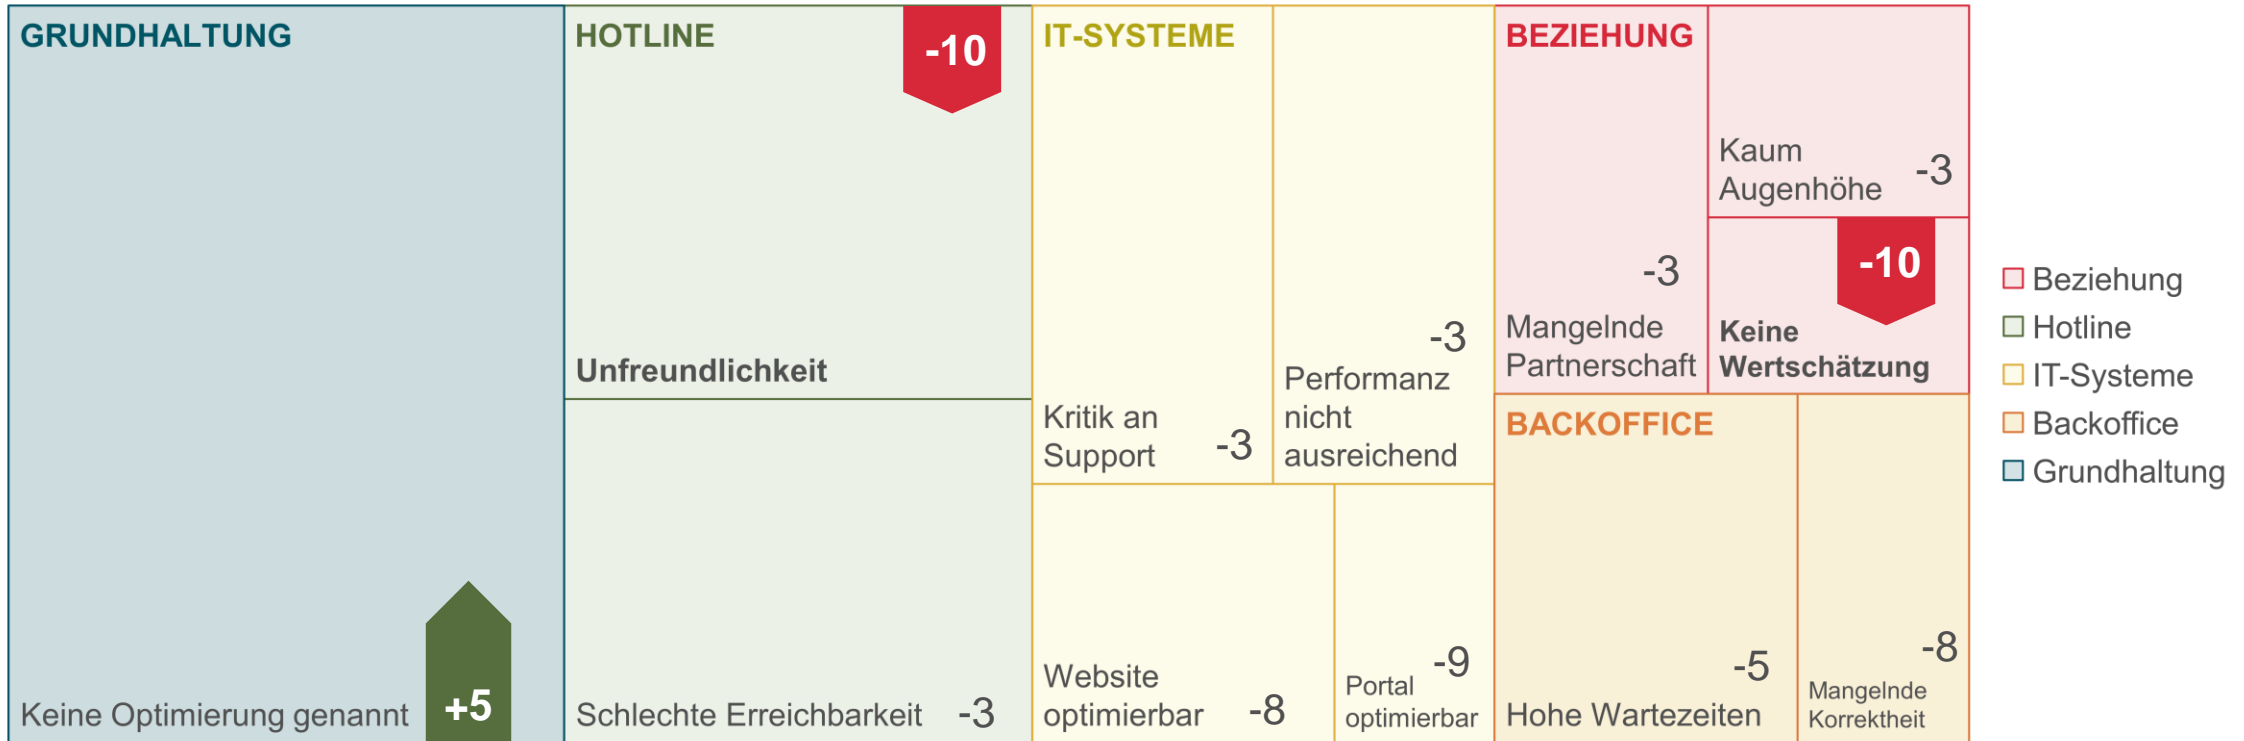 GRUNDHALTUNG
Keine Optimierung genannt
+5
HOTLINE
-10
Unfreundlichkeit
Schlechte Erreichbarkeit -3
IT-SYSTEME
Kritik an
Support -3
-3
Performanz
nicht
ausreichend
Website
optimierbar -8
-9
Portal
optimierbar
BEZIEHUNG
-3
Mangelnde
Partnerschaft
Kaum
Augenhöhe -3
-10
Keine
Wertschätzung
BACKOFFICE
-5
Hohe Wartezeiten
-8
Mangelnde
Korrektheit
Beziehung
Hotline
IT-Systeme
Backoffice
Grundhaltung